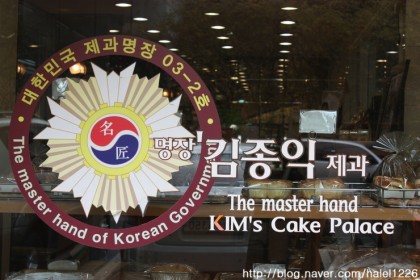 · 대한민국 제과명장 03-2호 ·
The master hand of Korean Government
名
匠
명장 김종익 제과
The master hand
KIM's Cake Palace
http://blog.naver.com/halel1226